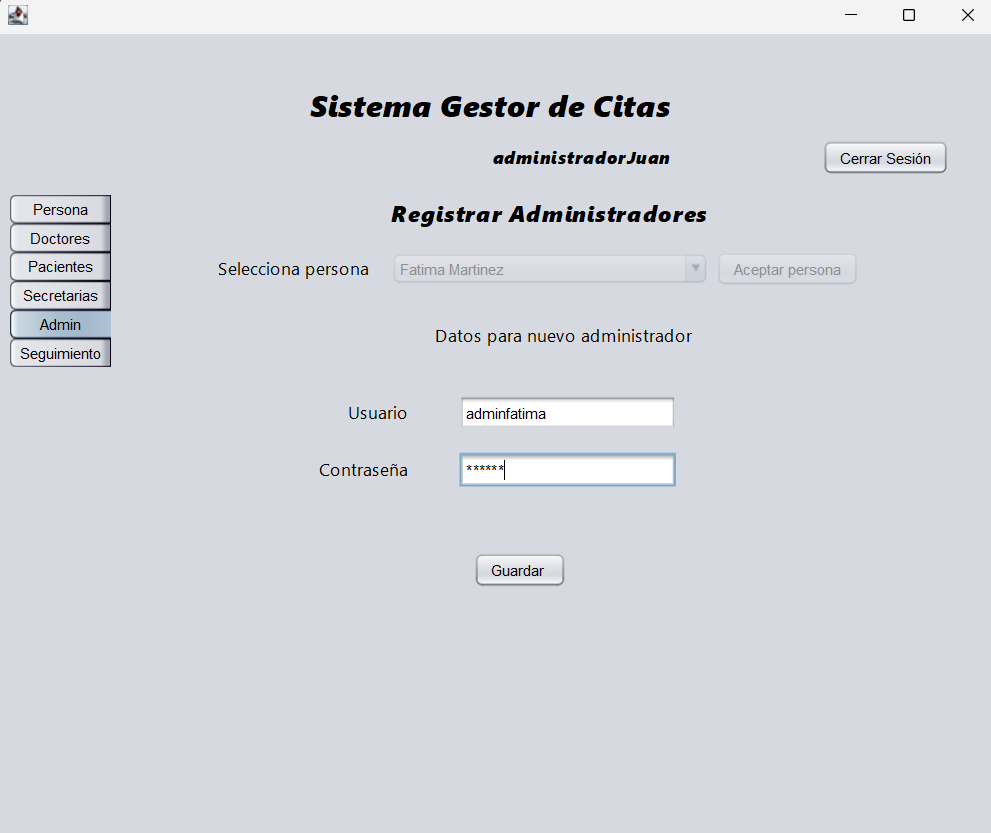 Sistema Gestor de Citas
administradorJuan
Cerrar Sesión
Persona
Doctores
Pacientes
Secretarias
Admin
Seguimiento
Registrar Administradores
Selecciona persona
Fatima Martinez
Aceptar persona
Datos para nuevo administrador
Usuario
adminfatima
Contraseña
******
Guardar